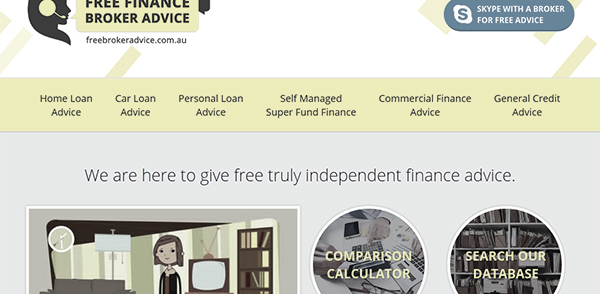 FREE FINANCE
BROKER ADVICE
freebrokeradvice.com.au
SKYPE WITH A BROKER
FOR FREE ADVICE
Home Loan
Advice
Car Loan
Advice
Personal Loan
Advice
Self Managed
Super Fund Finance
Commercial Finance
Advice
General Credit
Advice
We are here to give free truly independent finance advice.
COMPARISON
CALCULATOR
SEARCH OUR
DATABASE